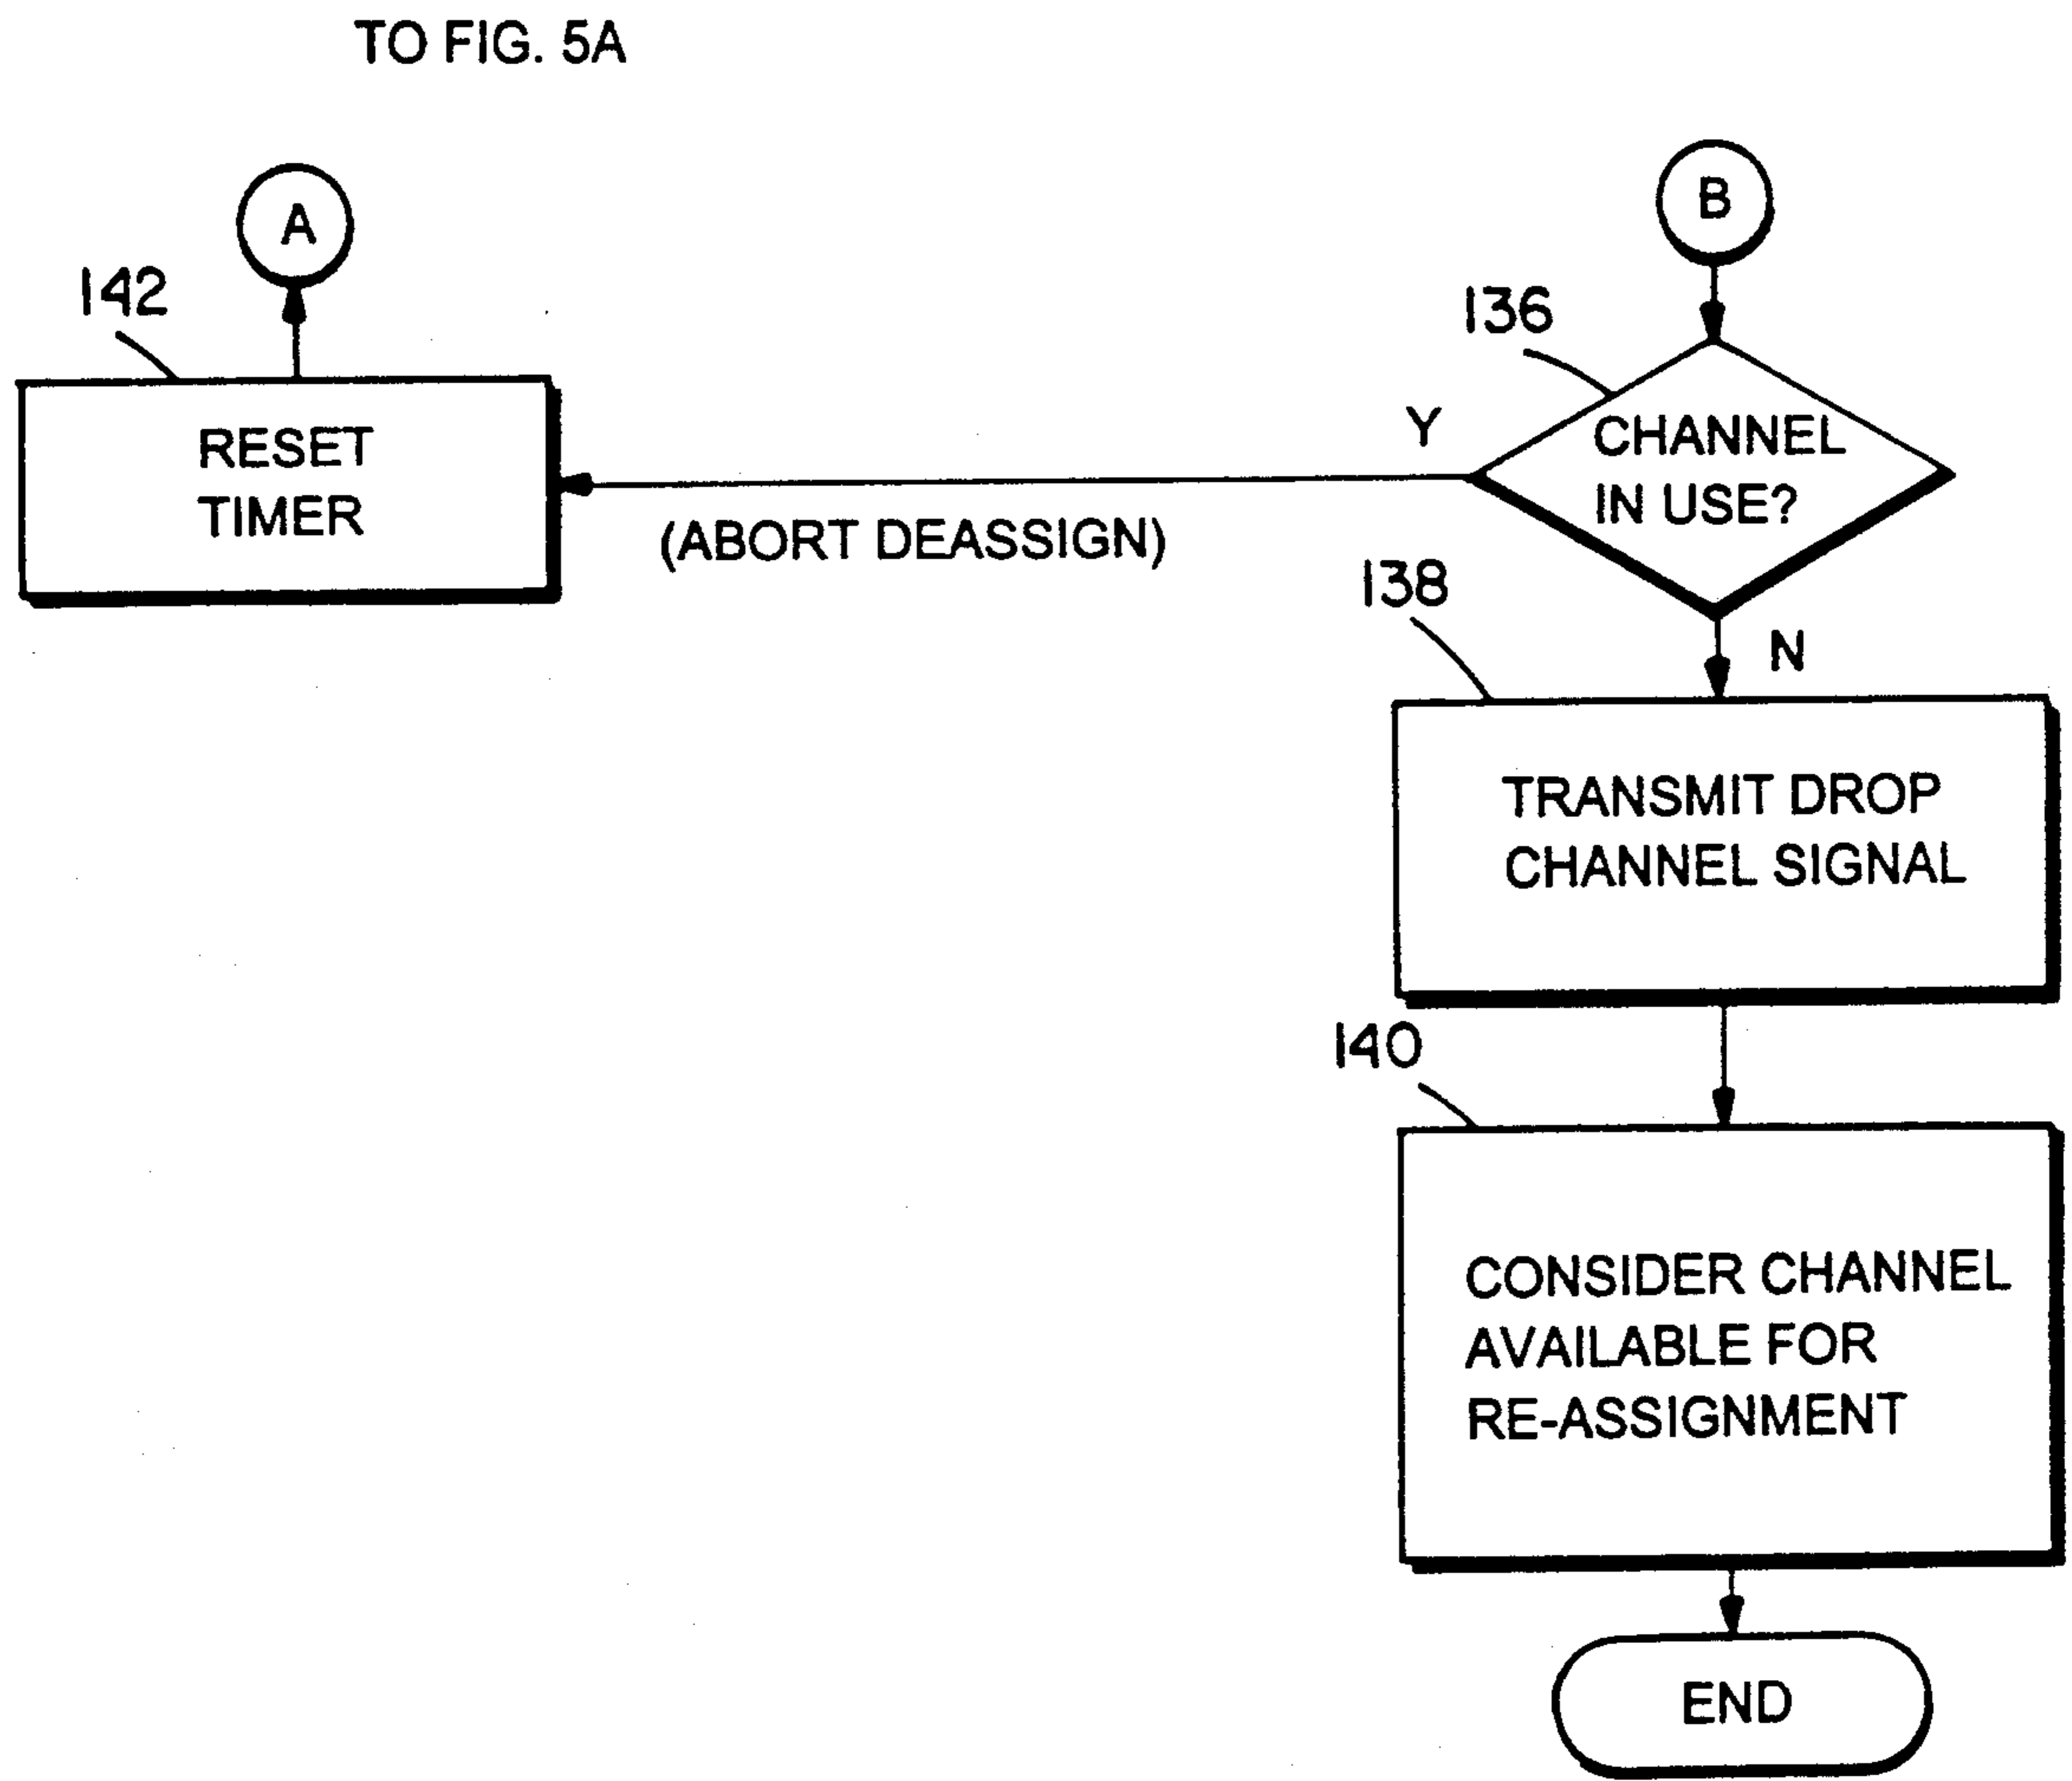 TO FIG. 5A
A
B
142
136
RESET
TIMER
Y
CHANNEL
IN USE?
(ABORT DEASSIGN)
138
N
TRANSMIT DROP
CHANNEL SIGNAL
140
CONSIDER CHANNEL
AVAILABLE FOR
RE-ASSIGNMENT
END